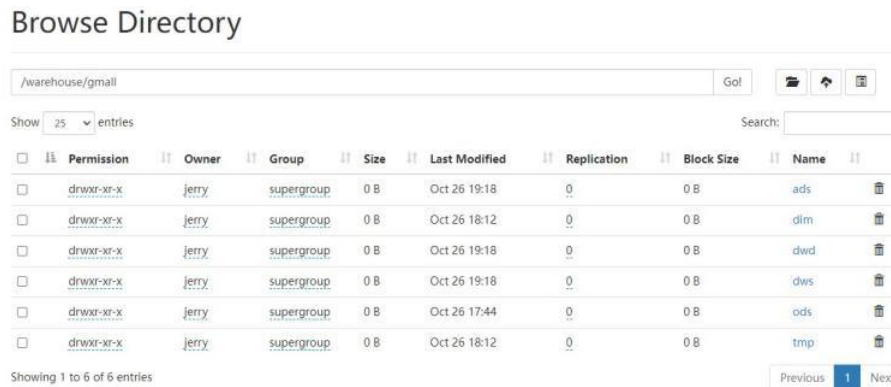 Browse Directory
/warehouse/gmall Go!
Show 25 entries Search:
Permission Owner Group Size Last Modified Replication Block Size Name
drwxr-xr-x jerry supergroup 0 B Oct 26 19:18 0 0 B ads
drwxr-xr-x jerry supergroup 0 B Oct 26 18:12 0 0 B dim
drwxr-xr-x jerry supergroup 0 B Oct 26 19:18 0 0 B dwd
drwxr-xr-x jerry supergroup 0 B Oct 26 19:18 0 0 B dws
drwxr-xr-x jerry supergroup 0 B Oct 26 17:44 0 0 B ods
drwxr-xr-x jerry supergroup 0 B Oct 26 18:12 0 0 B tmp
Showing 1 to 6 of 6 entries Previous 1 Nex